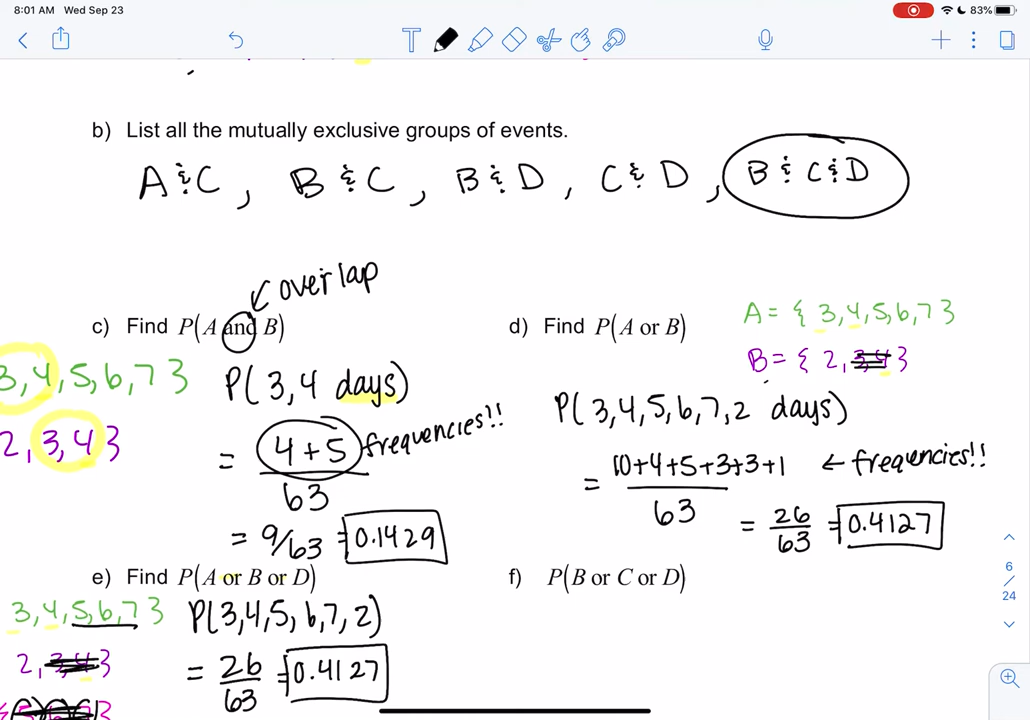 8:01 AM Wed Sep 23
83%
T
b) List all the mutually exclusive groups of events.
A & C, B & C, B & D, C & D, B & C & D
overlap
c) Find P(A and B)
3,4,5,6,7}
2,3,4}
P(3,4 days)
= 4+5 frequencies!!
63
= 9/63 = 0.1429
d) Find P(A or B)
A = {3,4,5,6,7}
B = {2,3,4}
P(3,4,5,6,7,2 days)
= 10+4+5+3+3+1 ← frequencies!!
63
= 26/63 = 0.4127
e) Find P(A or B or D)
3,4,5,6,7}
2,3,4}
P(3,4,5,6,7,2)
= 26/63 = 0.4127
f) P(B or C or D)
6
/
24